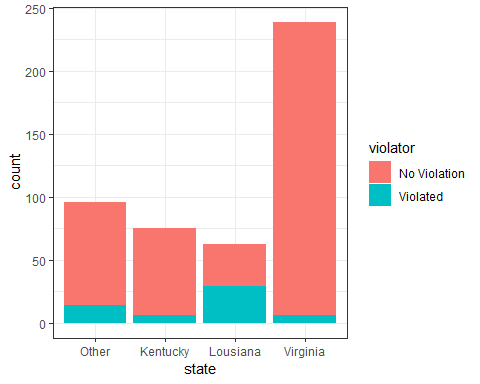 250
200
150
100
50
0
count
Other Kentucky Lousiana Virginia
state
violator
No Violation
Violated